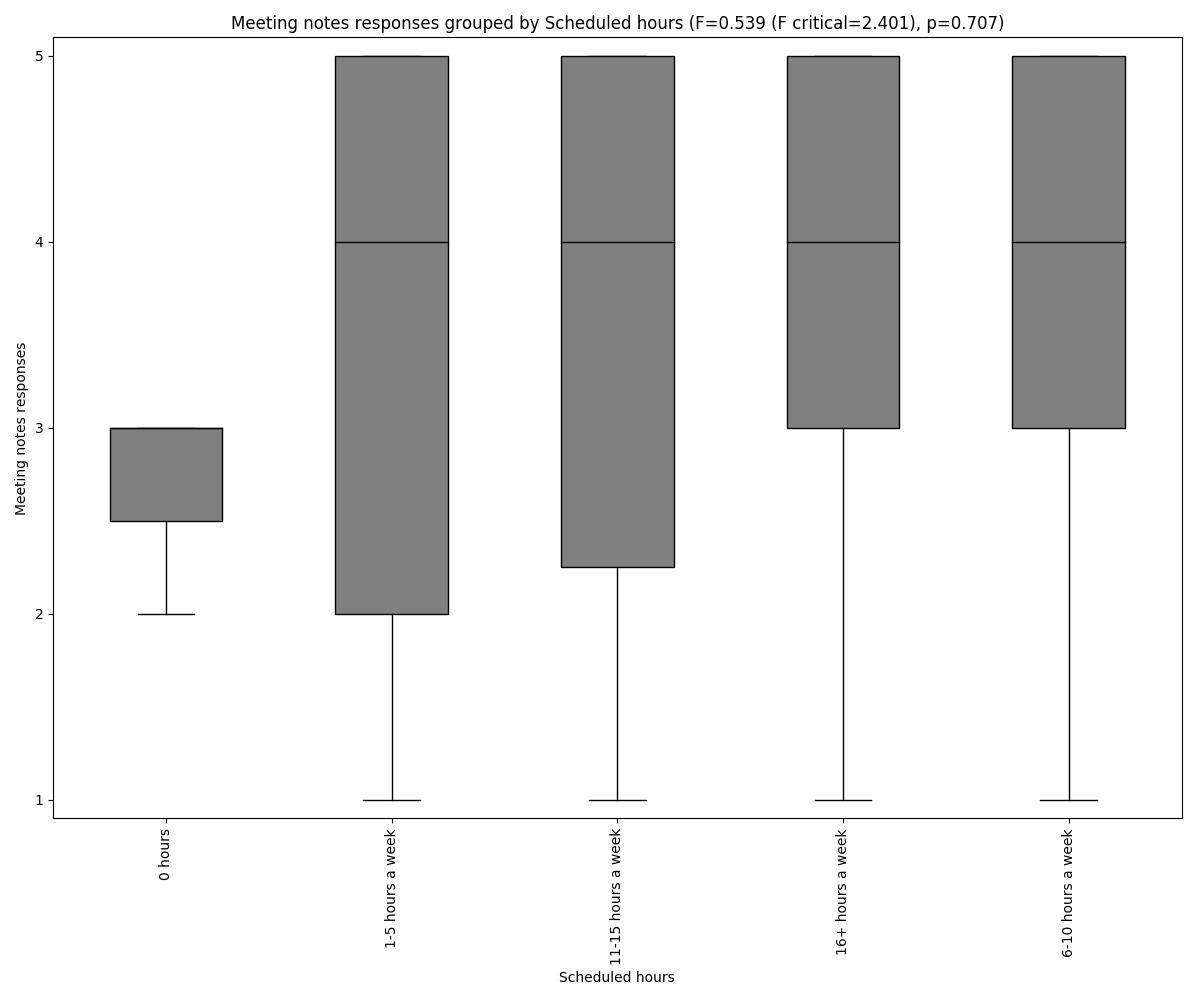 Meeting notes responses grouped by Scheduled hours (F=0.539 (F critical=2.401), p=0.707)
5
4
3
2
1
Meeting notes responses
0 hours
1-5 hours a week
11-15 hours a week
16+ hours a week
6-10 hours a week
Scheduled hours